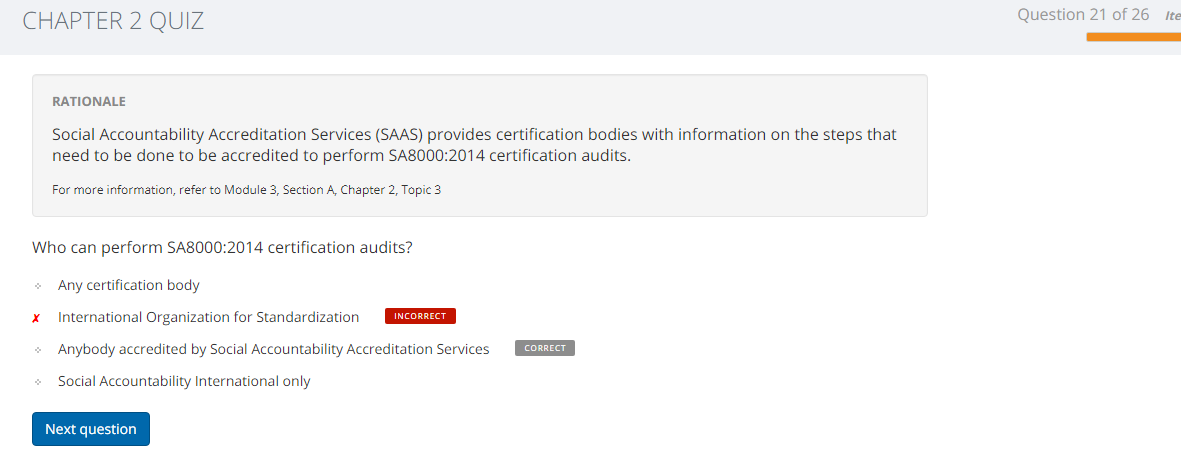 CHAPTER 2 QUIZ
Question 21 of 26 Ite
RATIONALE
Social Accountability Accreditation Services (SAAS) provides certification bodies with information on the steps that
need to be done to be accredited to perform SA8000:2014 certification audits.
For more information, refer to Module 3, Section A, Chapter 2, Topic 3
Who can perform SA8000:2014 certification audits?
Any certification body
✗ International Organization for Standardization INCORRECT
Anybody accredited by Social Accountability Accreditation Services CORRECT
Social Accountability International only
Next question